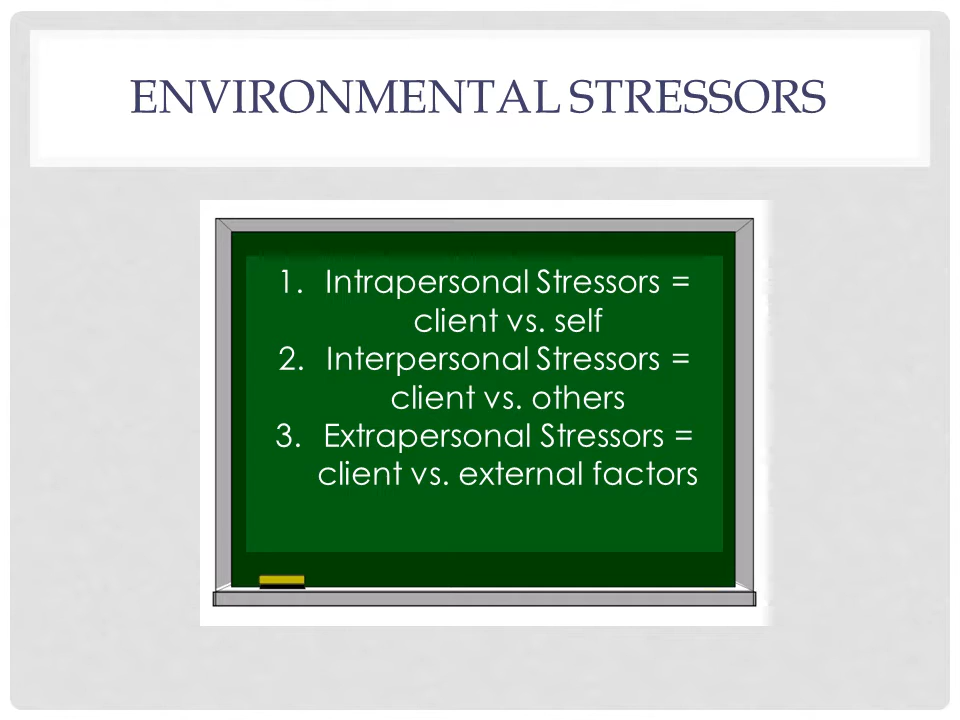 ENVIRONMENTAL STRESSORS
1. Intrapersonal Stressors =
client vs. self
2. Interpersonal Stressors =
client vs. others
3. Extrapersonal Stressors =
client vs. external factors